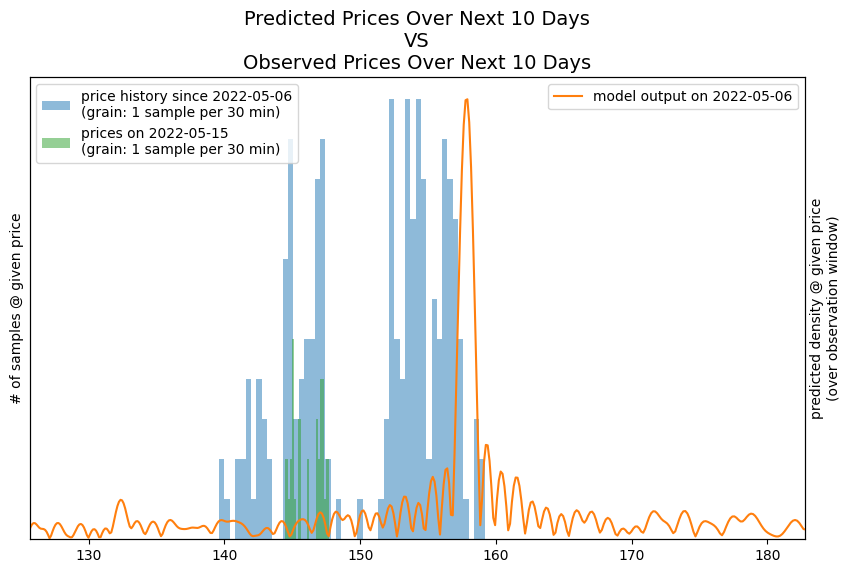 Predicted Prices Over Next 10 Days
VS
Observed Prices Over Next 10 Days
price history since 2022-05-06
(grain: 1 sample per 30 min)
prices on 2022-05-15
(grain: 1 sample per 30 min)
model output on 2022-05-06
# of samples @ given price
predicted density @ given price
(over observation window)
130 140 150 160 170 180